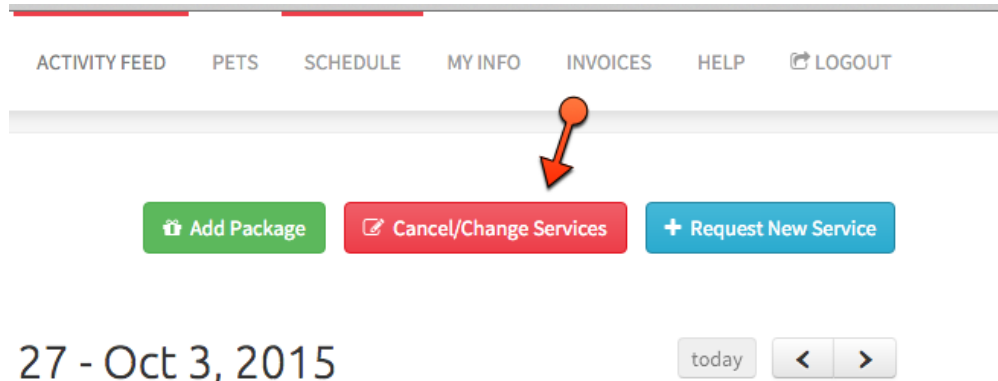 ACTIVITY FEED PETS SCHEDULE MY INFO INVOICES HELP LOGOUT
Add Package Cancel/Change Services + Request New Service
27 - Oct 3, 2015 today < >